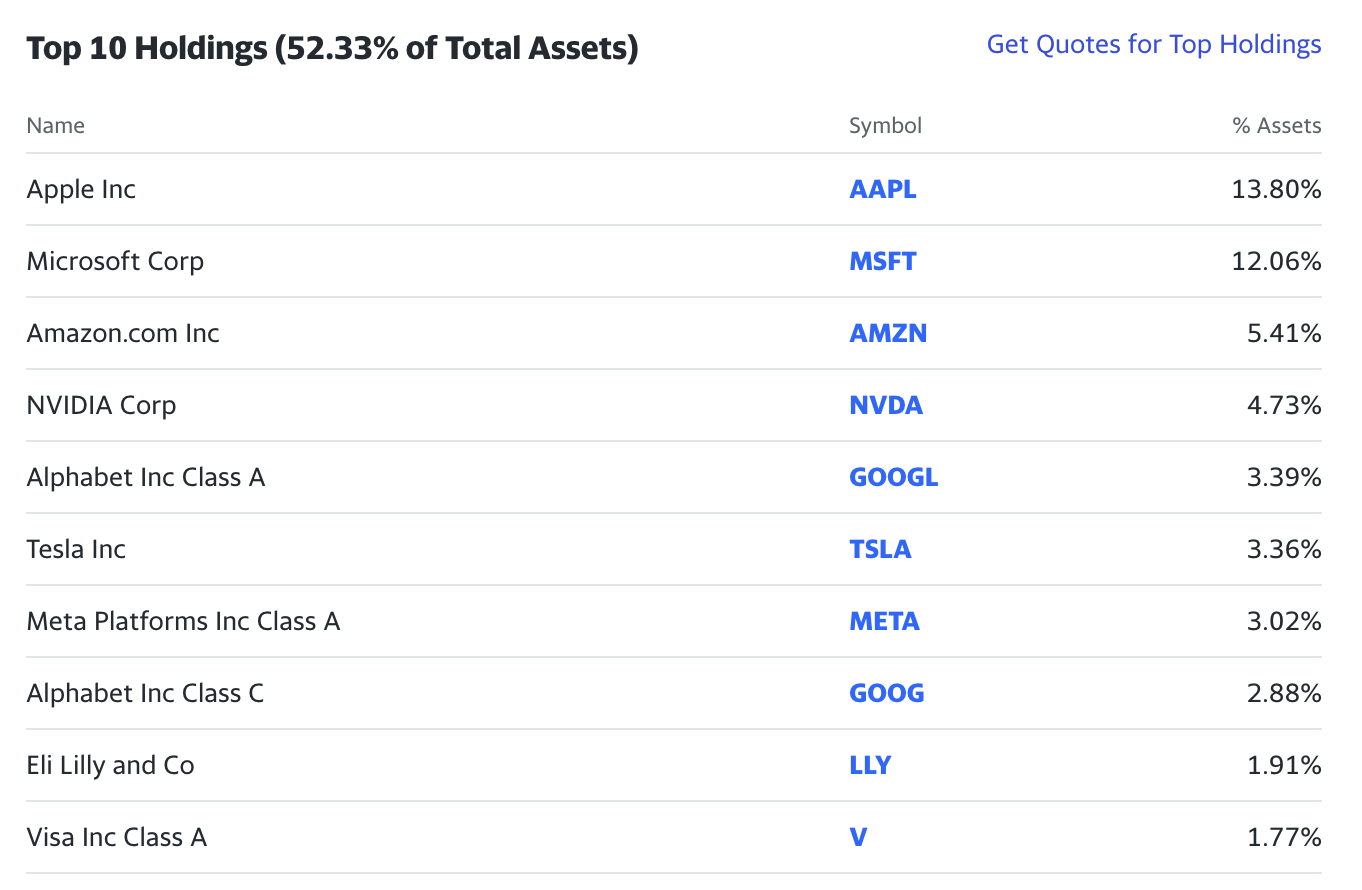 Top 10 Holdings (52.33% of Total Assets) Get Quotes for Top Holdings
Name Symbol % Assets
Apple Inc AAPL 13.80%
Microsoft Corp MSFT 12.06%
Amazon.com Inc AMZN 5.41%
NVIDIA Corp NVDA 4.73%
Alphabet Inc Class A GOOGL 3.39%
Tesla Inc TSLA 3.36%
Meta Platforms Inc Class A META 3.02%
Alphabet Inc Class C GOOG 2.88%
Eli Lilly and Co LLY 1.91%
Visa Inc Class A V 1.77%